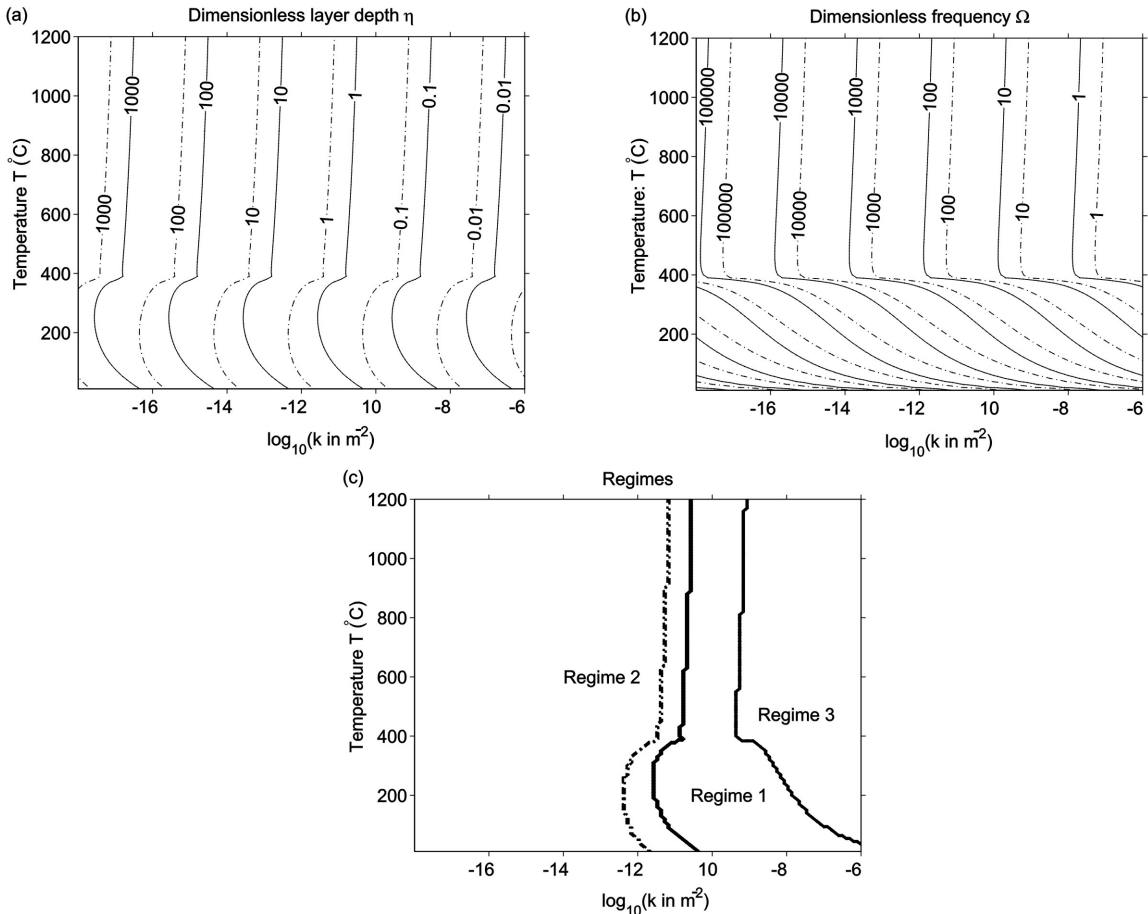 (a)
Dimensionless layer depth η
1200
1000
800
600
400
200
Temperature T (°C)
1000 100 10 1 0.1 0.01
1000 100 10 1 0.1 0.01
-16 -14 -12 10 -8 -6
log₁₀(k in m⁻²)
(b)
Dimensionless frequency Ω
1200
1000
800
600
400
200
Temperature: T (°C)
100000 10000 1000 100 10 1
100000 10000 1000 100 10 1
-16 -14 -12 10 -8 -6
log₁₀(k in m⁻²)
(c)
Regimes
1200
1000
800
600
400
200
Temperature T (°C)
Regime 2
Regime 3
Regime 1
-16 -14 -12 10 -8 -6
log₁₀(k in m⁻²)